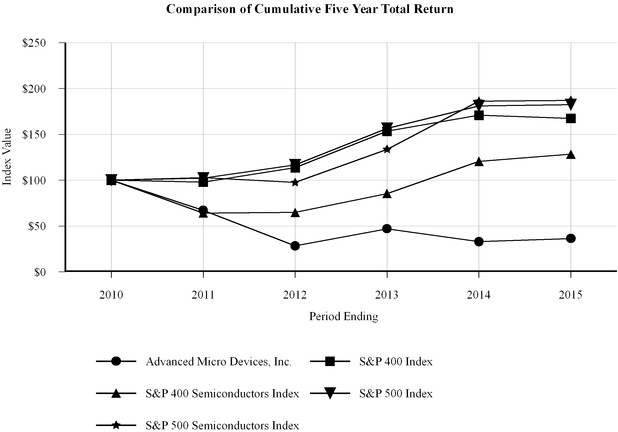 Comparison of Cumulative Five Year Total Return
$250
$200
$150
$100
$50
$0
Index Value
2010 2011 2012 2013 2014 2015
Period Ending
Advanced Micro Devices, Inc. S&P 400 Index
S&P 400 Semiconductors Index S&P 500 Index
S&P 500 Semiconductors Index